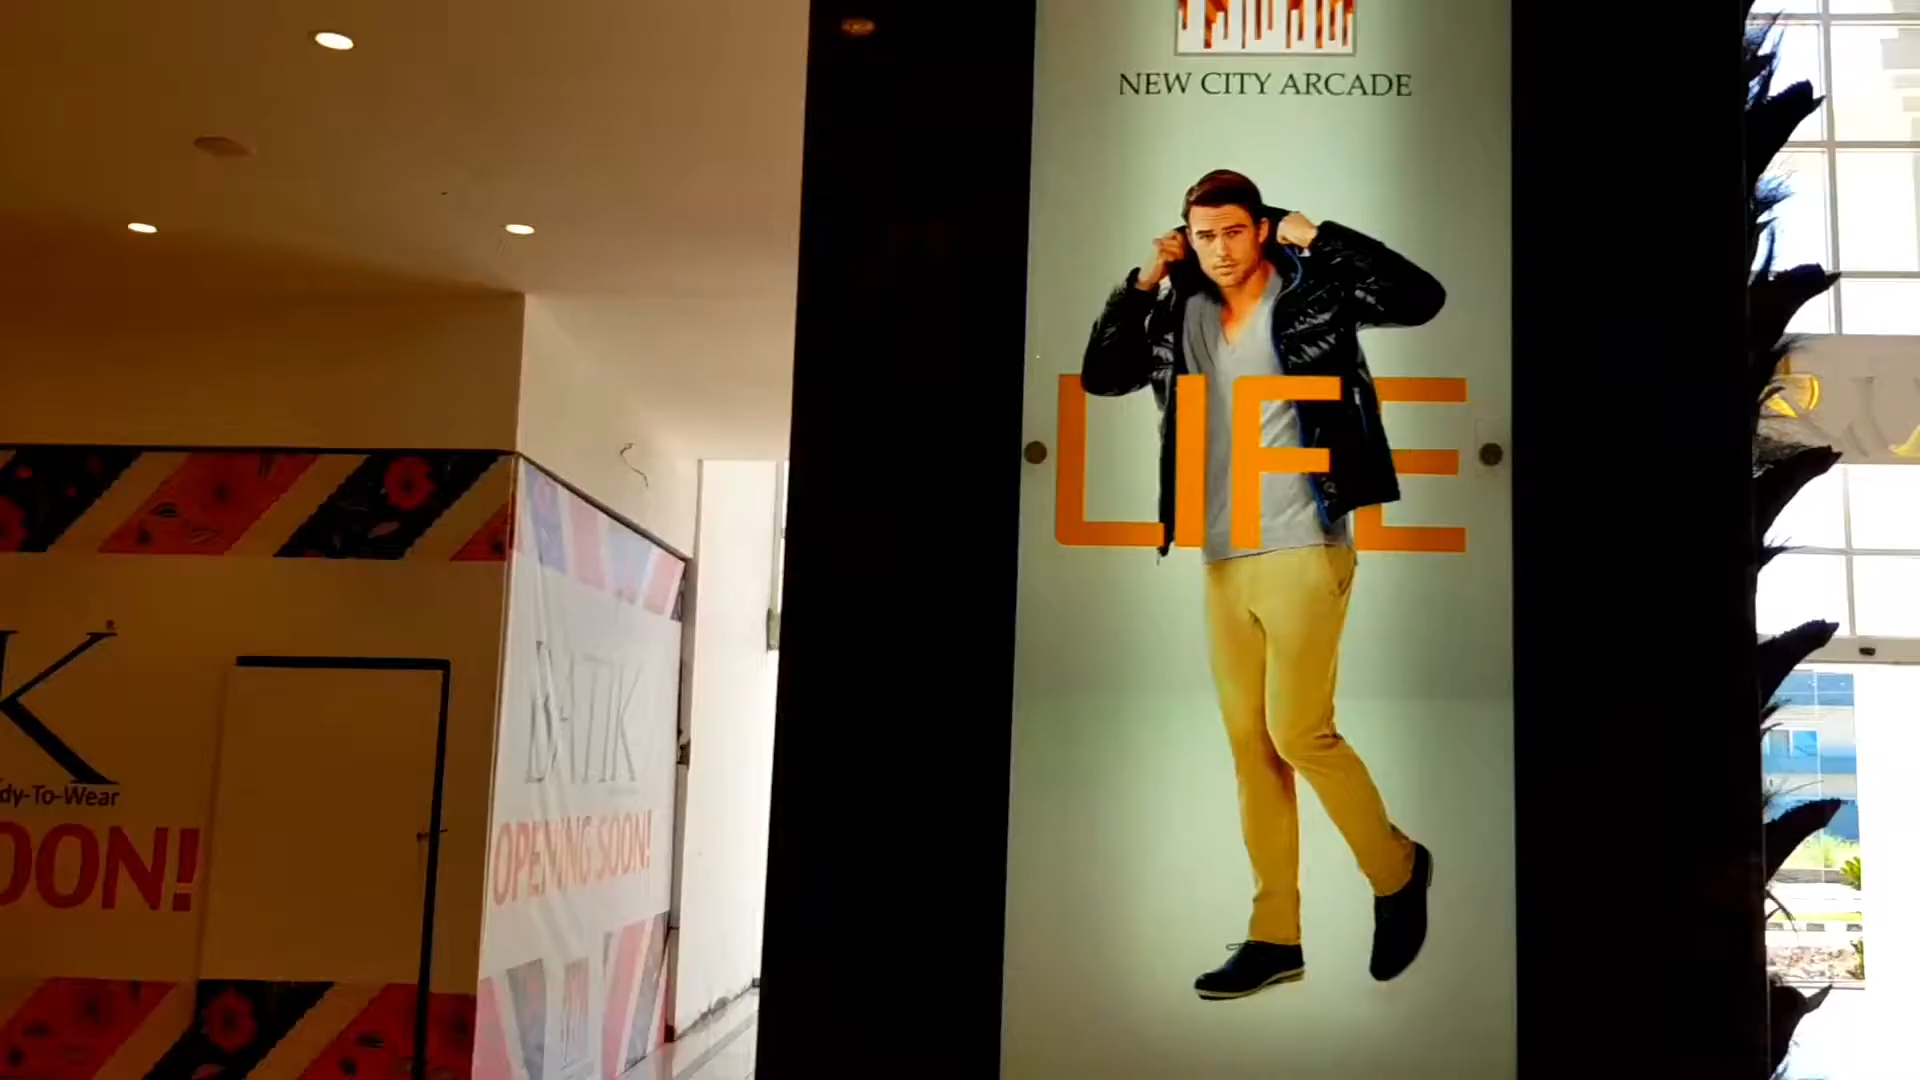 NEW CITY ARCADE
LIFE
K®
dy-To-Wear
OON!
BATIK
OPENING SOON!